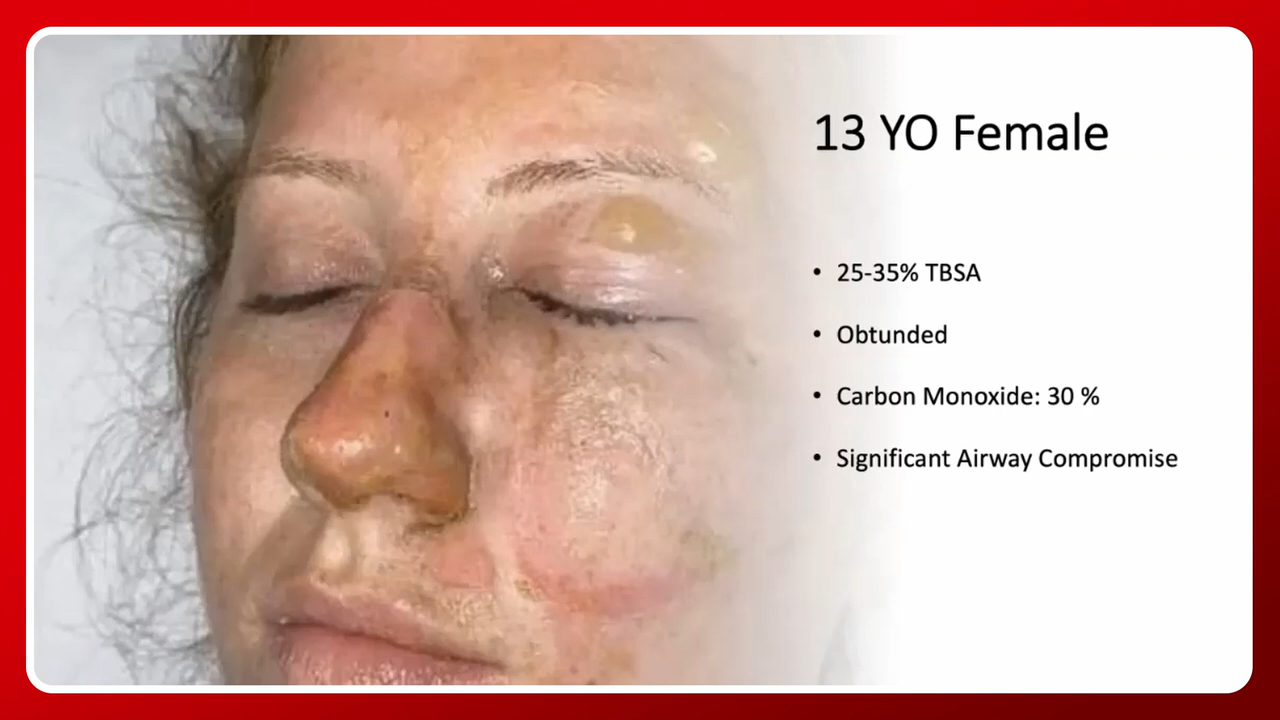 13 YO Female
• 25-35% TBSA
• Obtunded
• Carbon Monoxide: 30 %
• Significant Airway Compromise